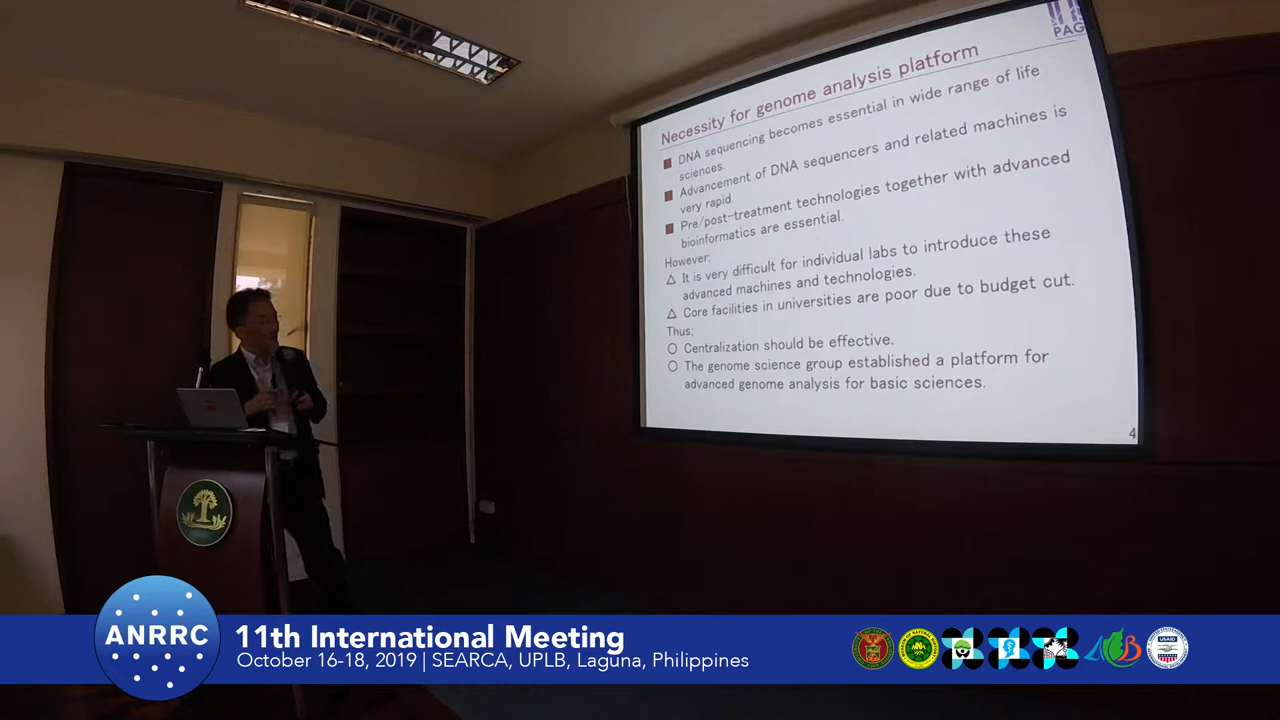 PAG
Necessity for genome analysis platform
DNA sequencing becomes essential in wide range of life
sciences.
Advancement of DNA sequencers and related machines is
very rapid.
Pre/post-treatment technologies together with advanced
bioinformatics are essential.
However;
△ It is very difficult for individual labs to introduce these
advanced machines and technologies.
△ Core facilities in universities are poor due to budget cut.
Thus;
○ Centralization should be effective.
○ The genome science group established a platform for
advanced genome analysis for basic sciences.
4
ANRRC
11th International Meeting
October 16-18, 2019 | SEARCA, UPLB, Laguna, Philippines
USAID